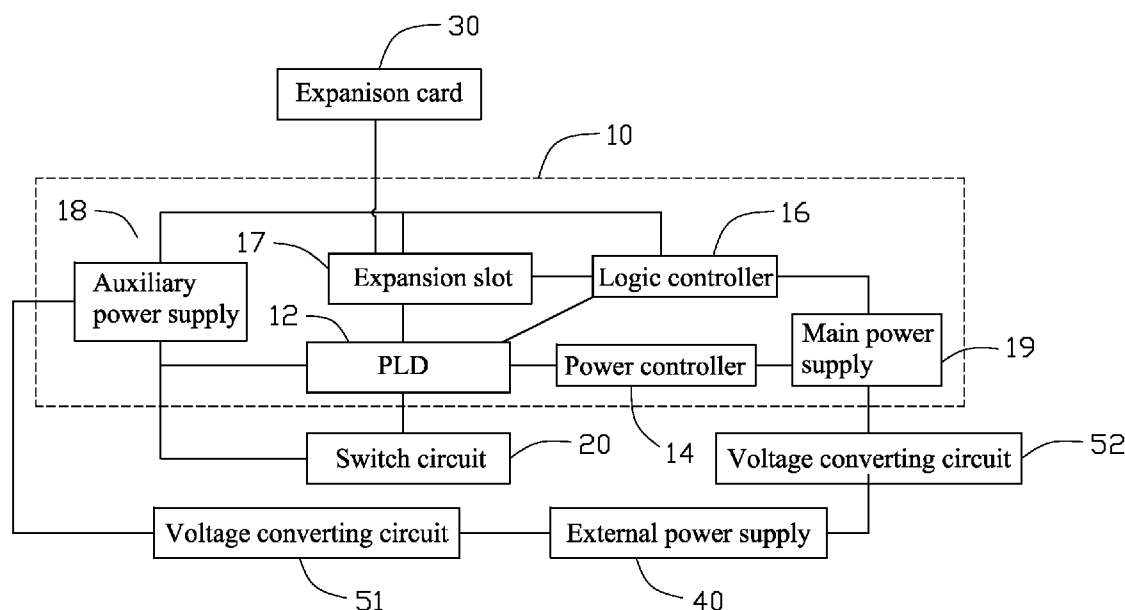 30
Expanison card
10
18
16
17
Expansion slot
Logic controller
Auxiliary
power supply
12
PLD
Power controller
Main power
supply
19
Switch circuit
20
14
Voltage converting circuit
52
Voltage converting circuit
External power supply
51
40